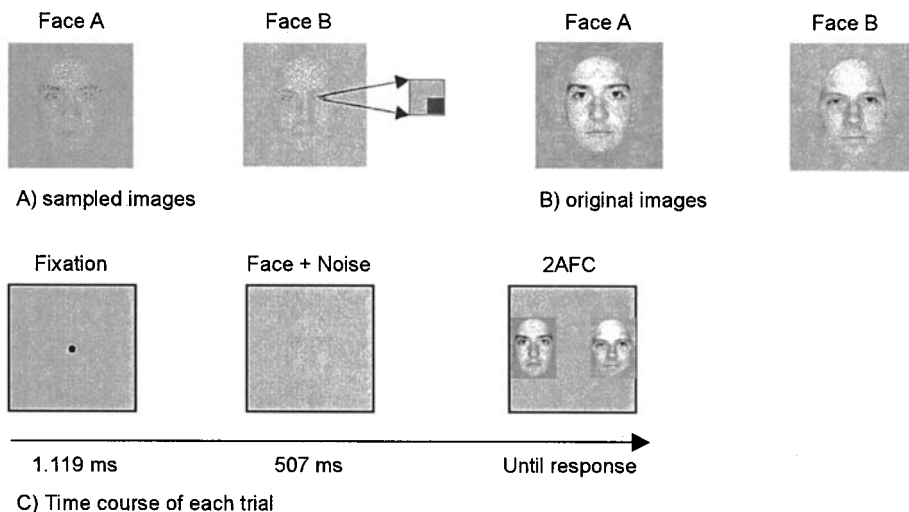 Face A Face B Face A Face B
A) sampled images B) original images
Fixation Face + Noise 2AFC
1.119 ms 507 ms Until response
C) Time course of each trial